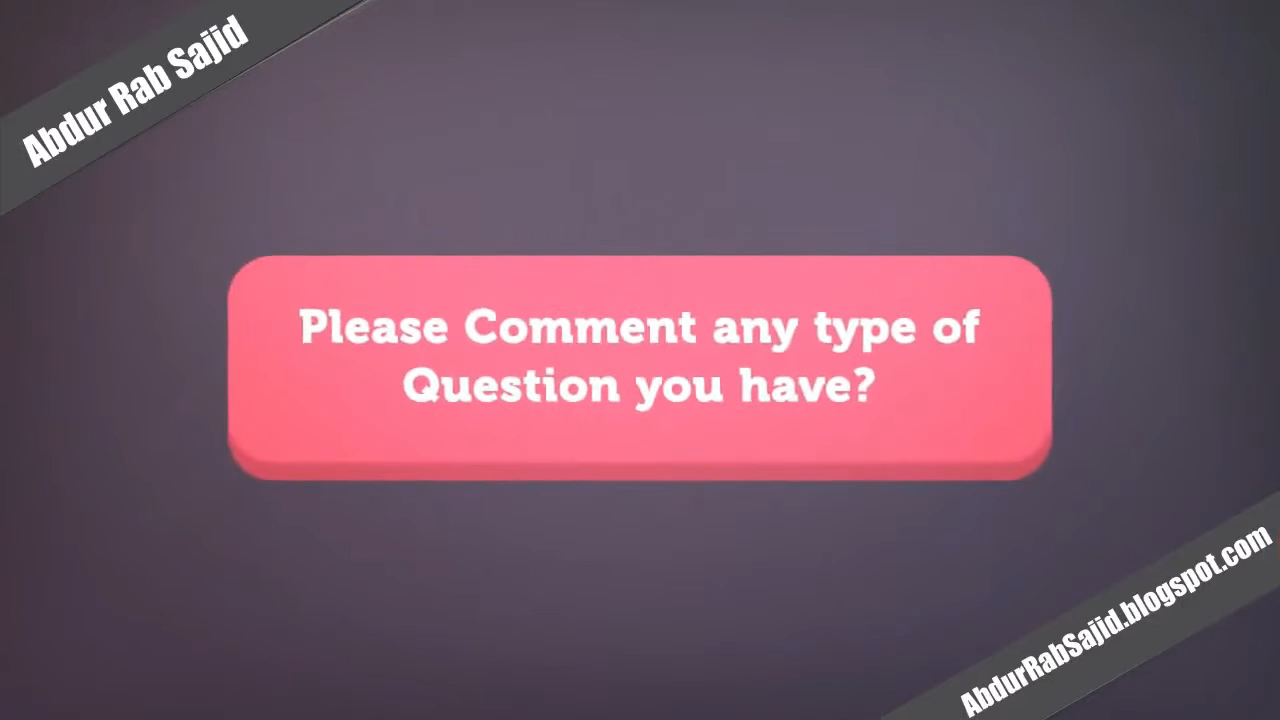 Abdur Rab Sajid
Please Comment any type of
Question you have?
AbdurRabSajid.blogspot.com